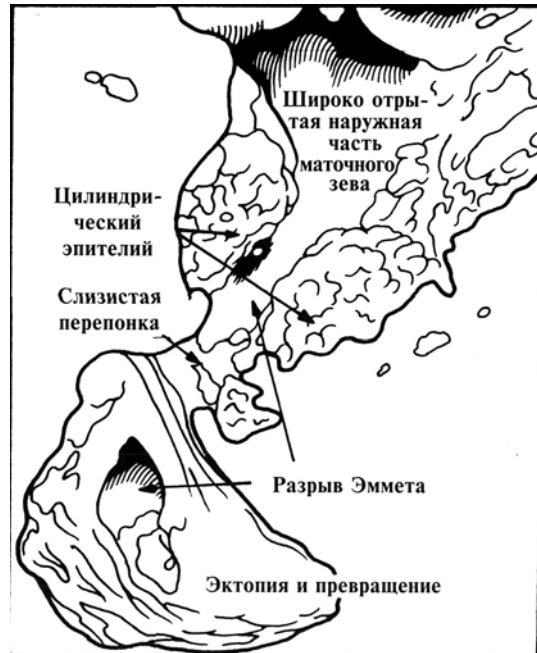 Широко отры-
тая наружная
часть
маточного
зева
Цилиндри-
ческий
эпителий
Слизистая
перепонка
Разрыв Эммета
Эктопия и превращение